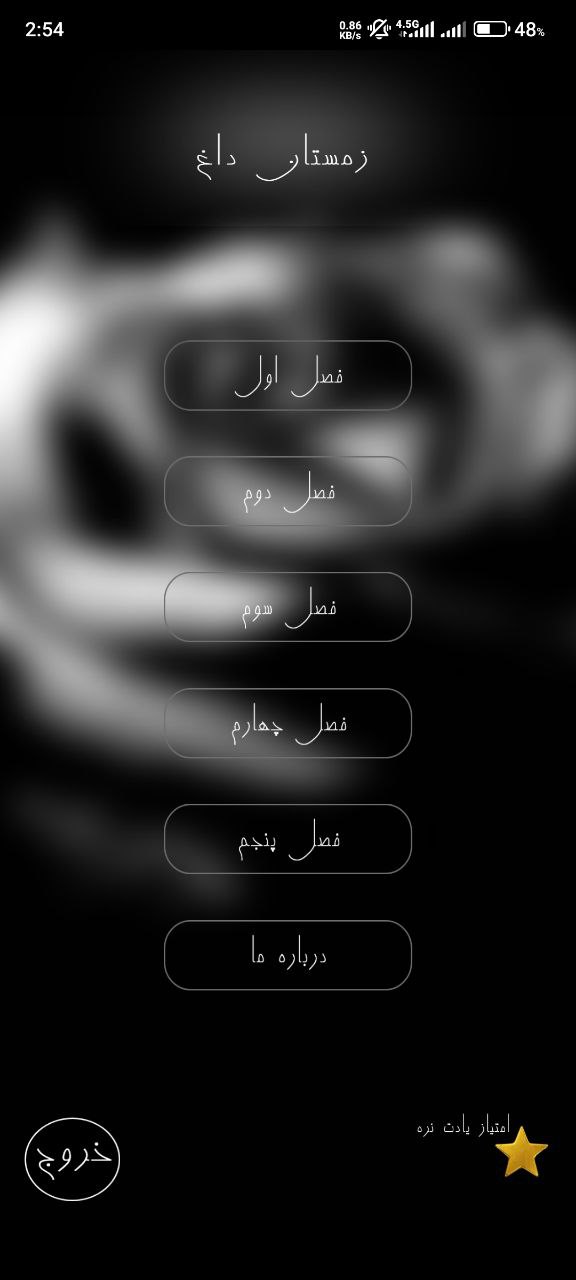 2:54 0.86 KB/s 4.5G 48%
زمستان داغ
فصل اول
فصل دوم
فصل سوم
فصل چهارم
فصل پنجم
درباره ما
امتیاز یادت نره
خروج